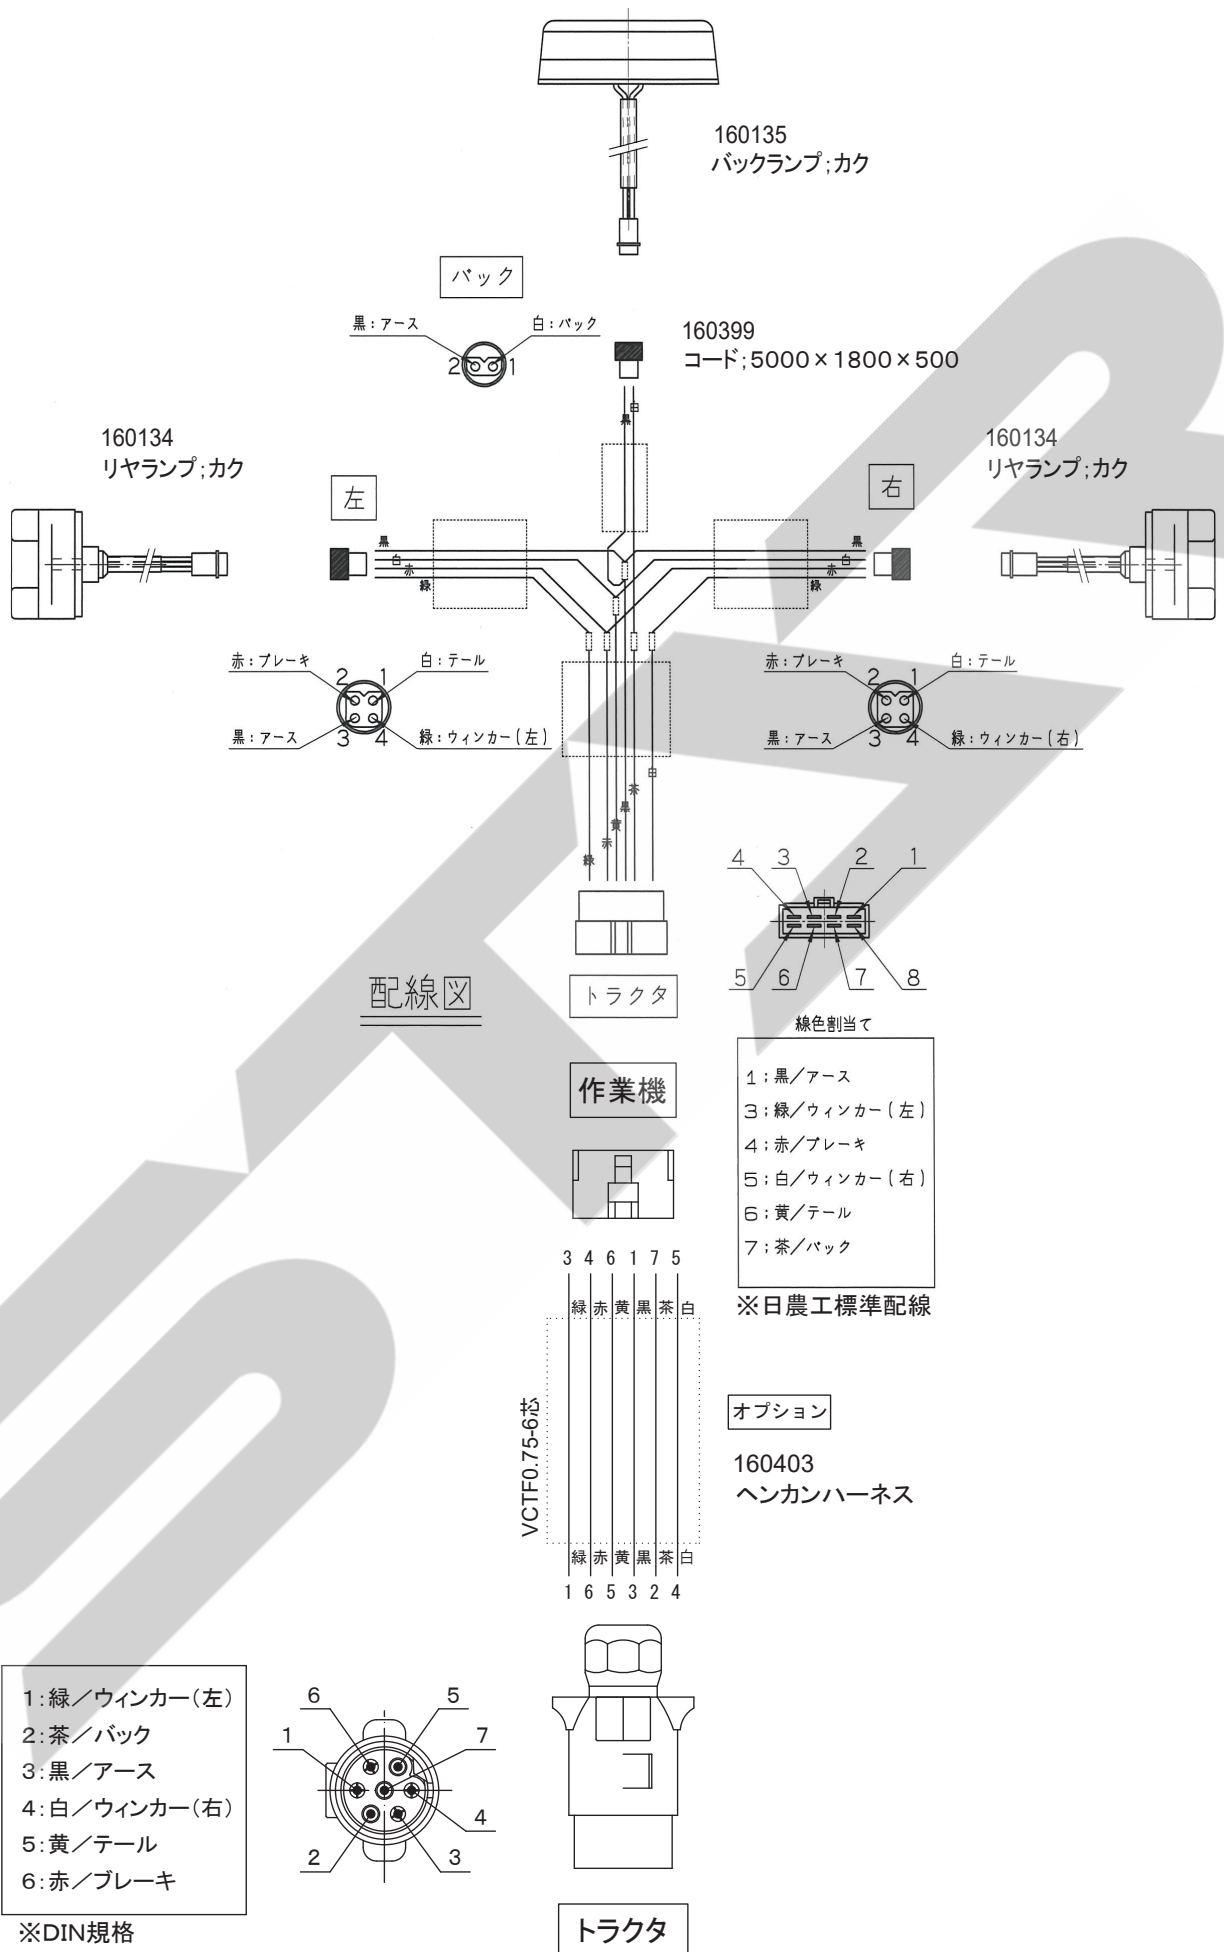 160135
バックランプ;カク
バック
黒:アース
白:バック
2
1
160399
コード;5000×1800×500
黒
白
160134
リヤランプ;カク
160134
リヤランプ;カク
左
右
黒
白
赤
緑
黒
白
赤
緑
赤:ブレーキ
白:テール
2
1
3
4
黒:アース
緑:ウィンカー(左)
赤:ブレーキ
白:テール
2
1
3
4
黒:アース
緑:ウィンカー(右)
緑
赤
黄
黒
茶
白
4
3
2
1
5
6
7
8
配線図
トラクタ
線色割当て
1;黒/アース
3;緑/ウィンカー(左)
4;赤/ブレーキ
5;白/ウィンカー(右)
6;黄/テール
7;茶/バック
※日農工標準配線
作業機
3 4 6 1 7 5
緑 赤 黄 黒 茶 白
VCTF0.75-6芯
オプション
160403
ヘンカンハーネス
緑 赤 黄 黒 茶 白
1 6 5 3 2 4
1:緑/ウィンカー(左)
2:茶/バック
3:黒/アース
4:白/ウィンカー(右)
5:黄/テール
6:赤/ブレーキ
※DIN規格
6
5
1
7
4
2
3
トラクタ
STAR